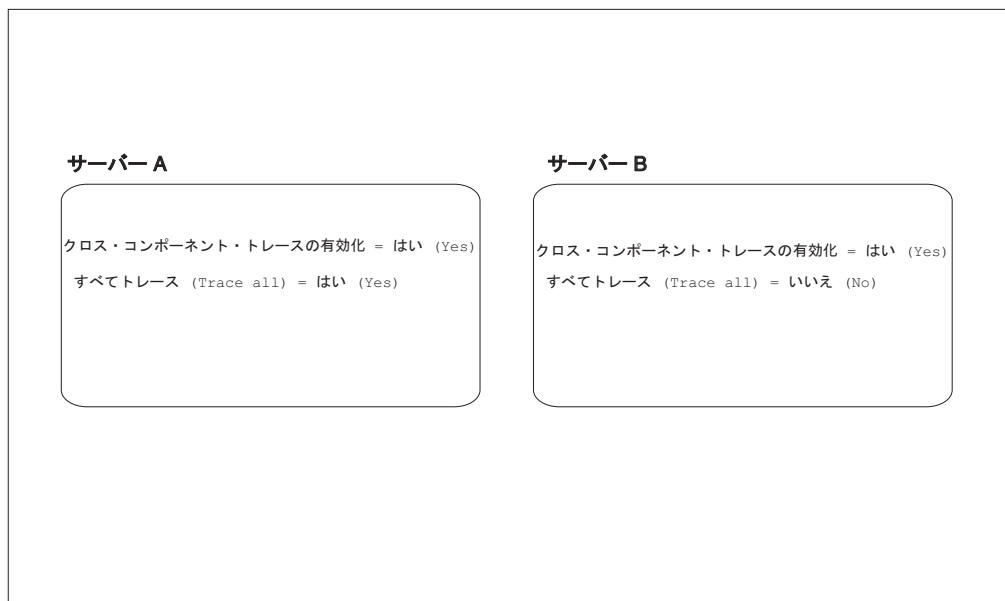 サーバー A
クロス・コンポーネント・トレースの有効化 = はい (Yes)
すべてトレース (Trace all) = はい (Yes)
サーバー B
クロス・コンポーネント・トレースの有効化 = はい (Yes)
すべてトレース (Trace all) = いいえ (No)